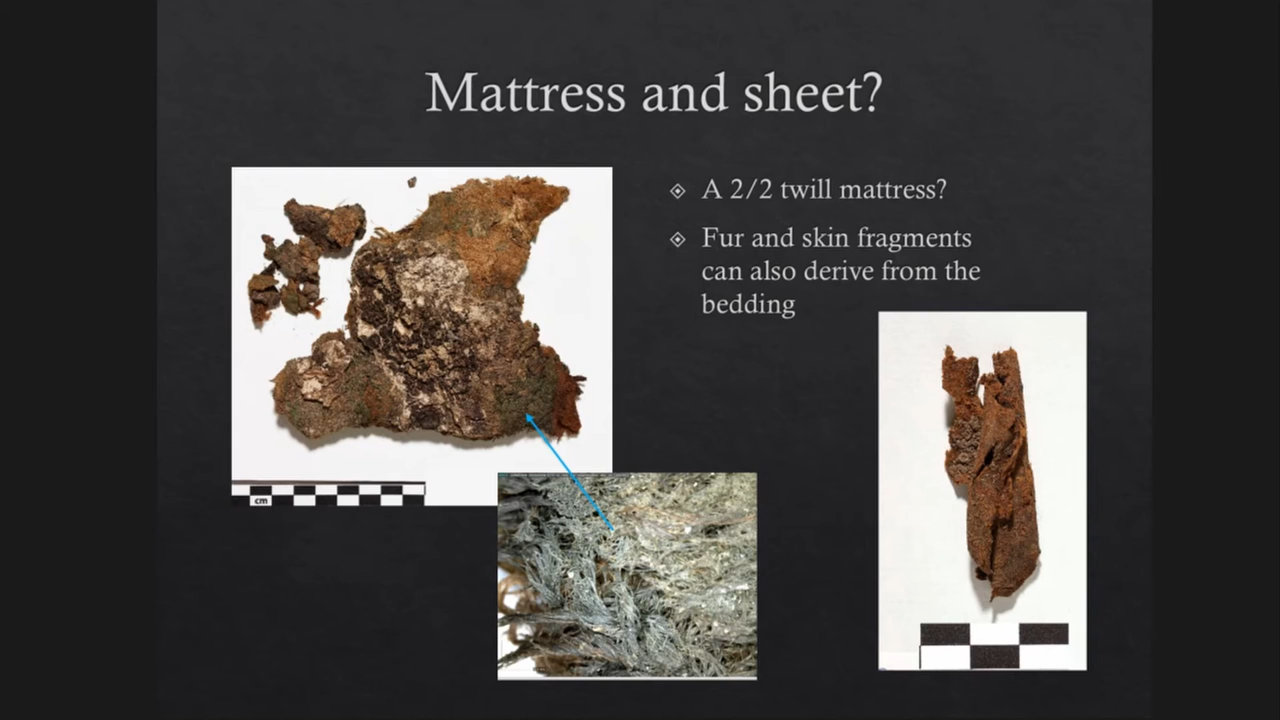 Mattress and sheet?
A 2/2 twill mattress?
Fur and skin fragments
can also derive from the
bedding
cm